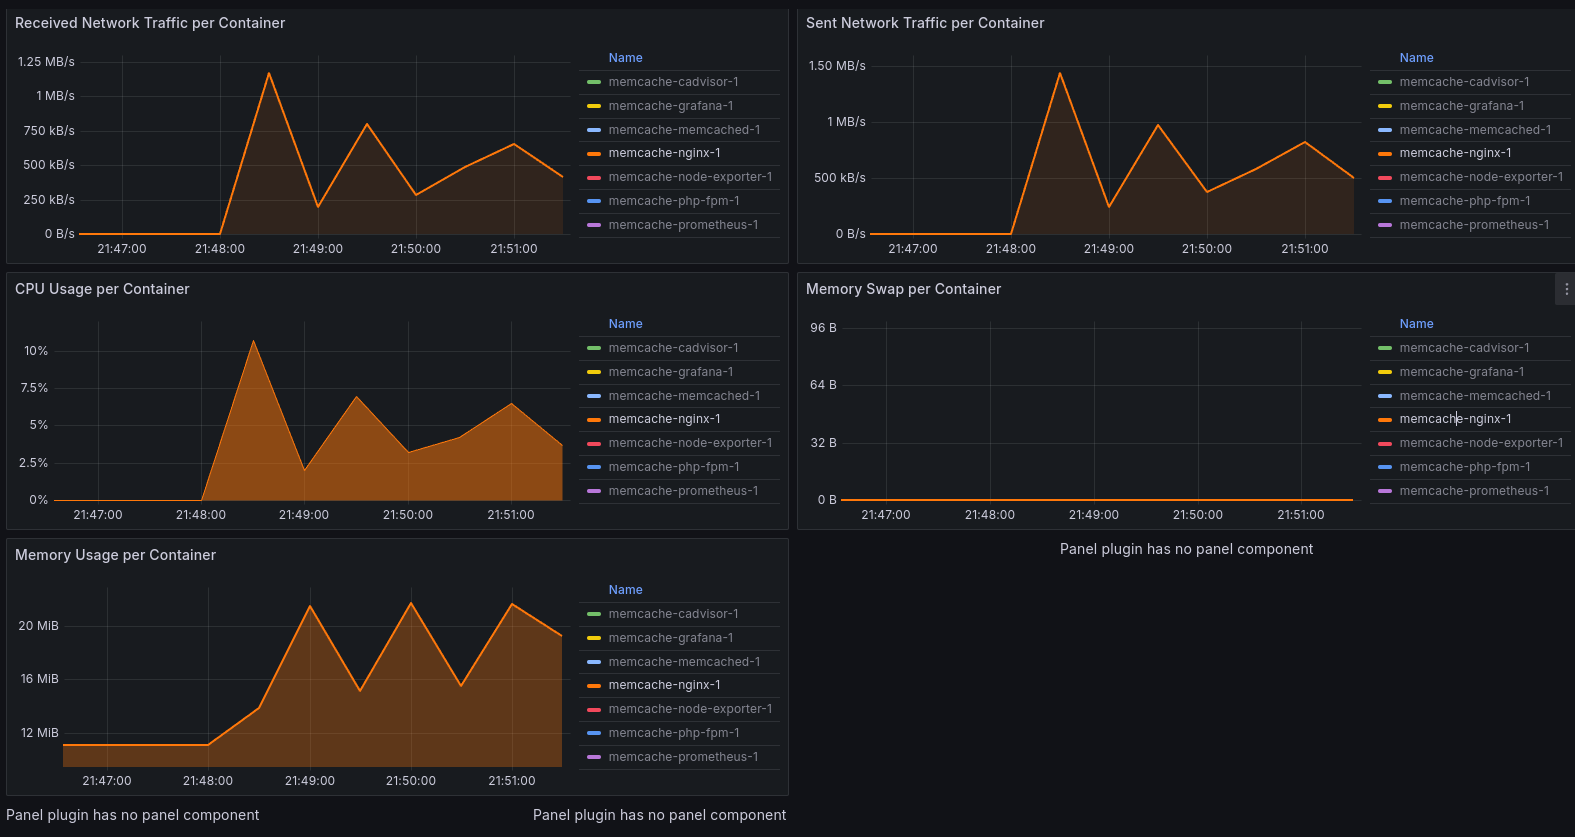 Received Network Traffic per Container
1.25 MB/s
1 MB/s
750 kB/s
500 kB/s
250 kB/s
0 B/s
21:47:00 21:48:00 21:49:00 21:50:00 21:51:00
Name
memcache-cadvisor-1
memcache-grafana-1
memcache-memcached-1
memcache-nginx-1
memcache-node-exporter-1
memcache-php-fpm-1
memcache-prometheus-1
Sent Network Traffic per Container
1.50 MB/s
1 MB/s
500 kB/s
0 B/s
21:47:00 21:48:00 21:49:00 21:50:00 21:51:00
Name
memcache-cadvisor-1
memcache-grafana-1
memcache-memcached-1
memcache-nginx-1
memcache-node-exporter-1
memcache-php-fpm-1
memcache-prometheus-1
CPU Usage per Container
10%
7.5%
5%
2.5%
0%
21:47:00 21:48:00 21:49:00 21:50:00 21:51:00
Name
memcache-cadvisor-1
memcache-grafana-1
memcache-memcached-1
memcache-nginx-1
memcache-node-exporter-1
memcache-php-fpm-1
memcache-prometheus-1
Memory Swap per Container
96 B
64 B
32 B
0 B
21:47:00 21:48:00 21:49:00 21:50:00 21:51:00
Name
memcache-cadvisor-1
memcache-grafana-1
memcache-memcached-1
memcache-nginx-1
memcache-node-exporter-1
memcache-php-fpm-1
memcache-prometheus-1
Memory Usage per Container
20 MiB
16 MiB
12 MiB
21:47:00 21:48:00 21:49:00 21:50:00 21:51:00
Name
memcache-cadvisor-1
memcache-grafana-1
memcache-memcached-1
memcache-nginx-1
memcache-node-exporter-1
memcache-php-fpm-1
memcache-prometheus-1
Panel plugin has no panel component
Panel plugin has no panel component
Panel plugin has no panel component